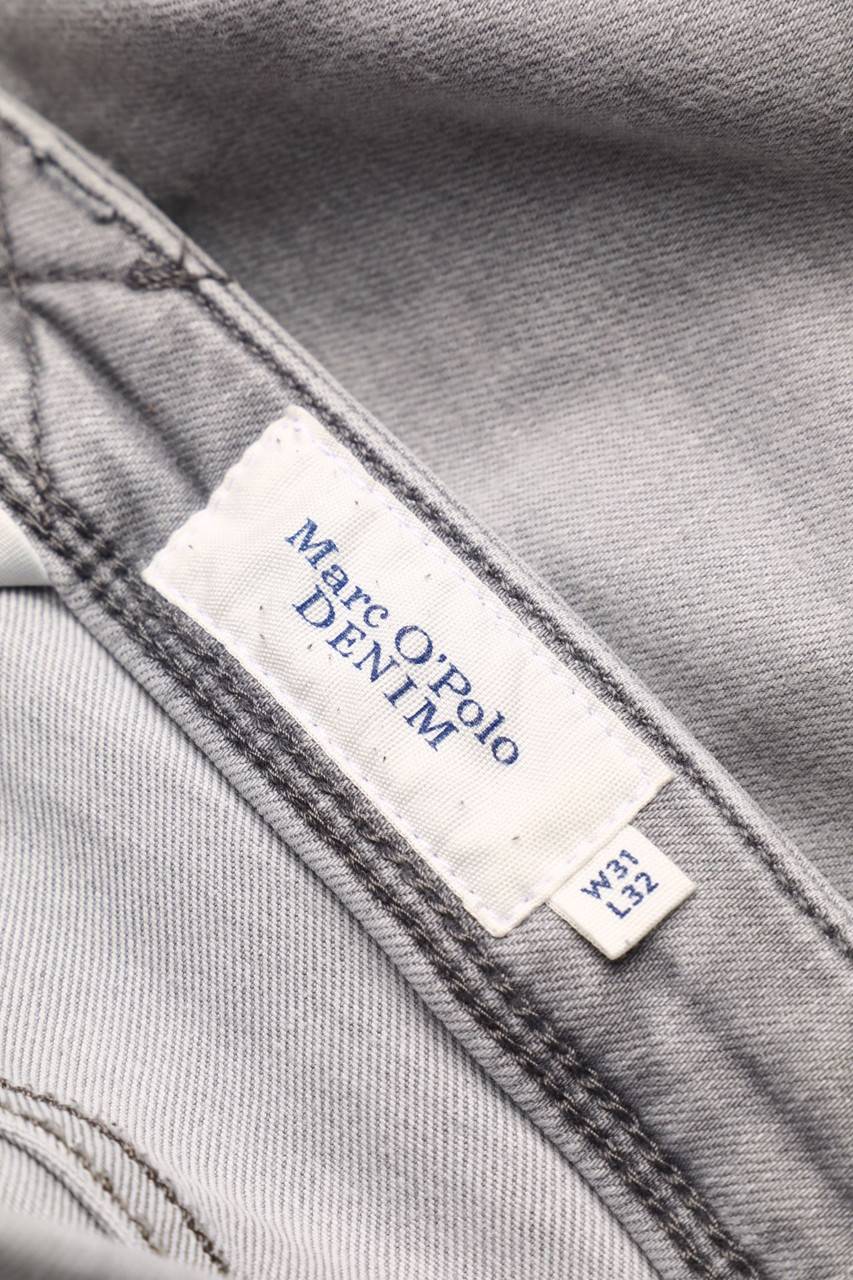 Marc O'Polo
DENIM
W31
L32